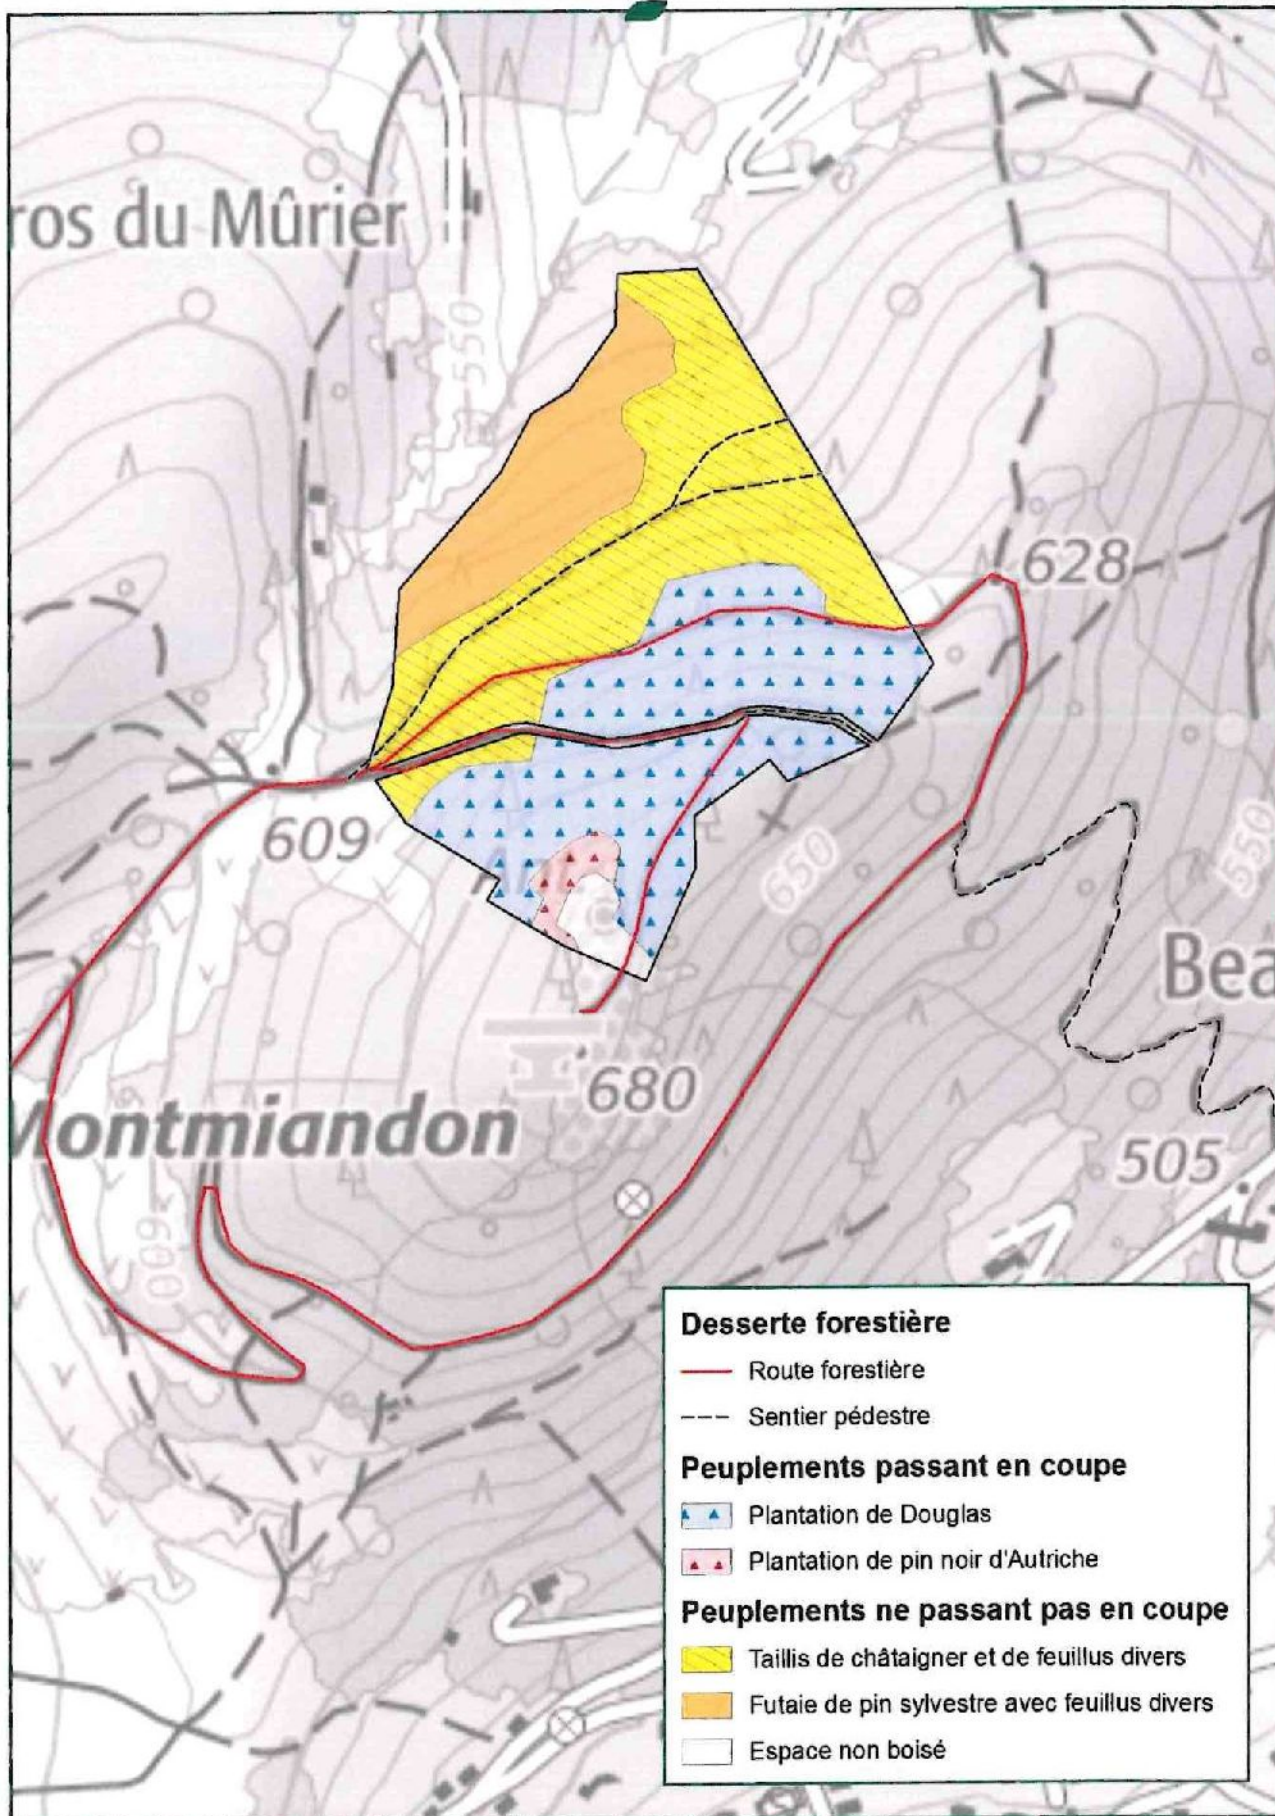 ros du Mûrier
550
628
609
650
550
Bea
680
Montmiandon
505
600
Desserte forestière
Route forestière
Sentier pédestre
Peuplements passant en coupe
Plantation de Douglas
Plantation de pin noir d'Autriche
Peuplements ne passant pas en coupe
Taillis de châtaigner et de feuillus divers
Futaie de pin sylvestre avec feuillus divers
Espace non boisé